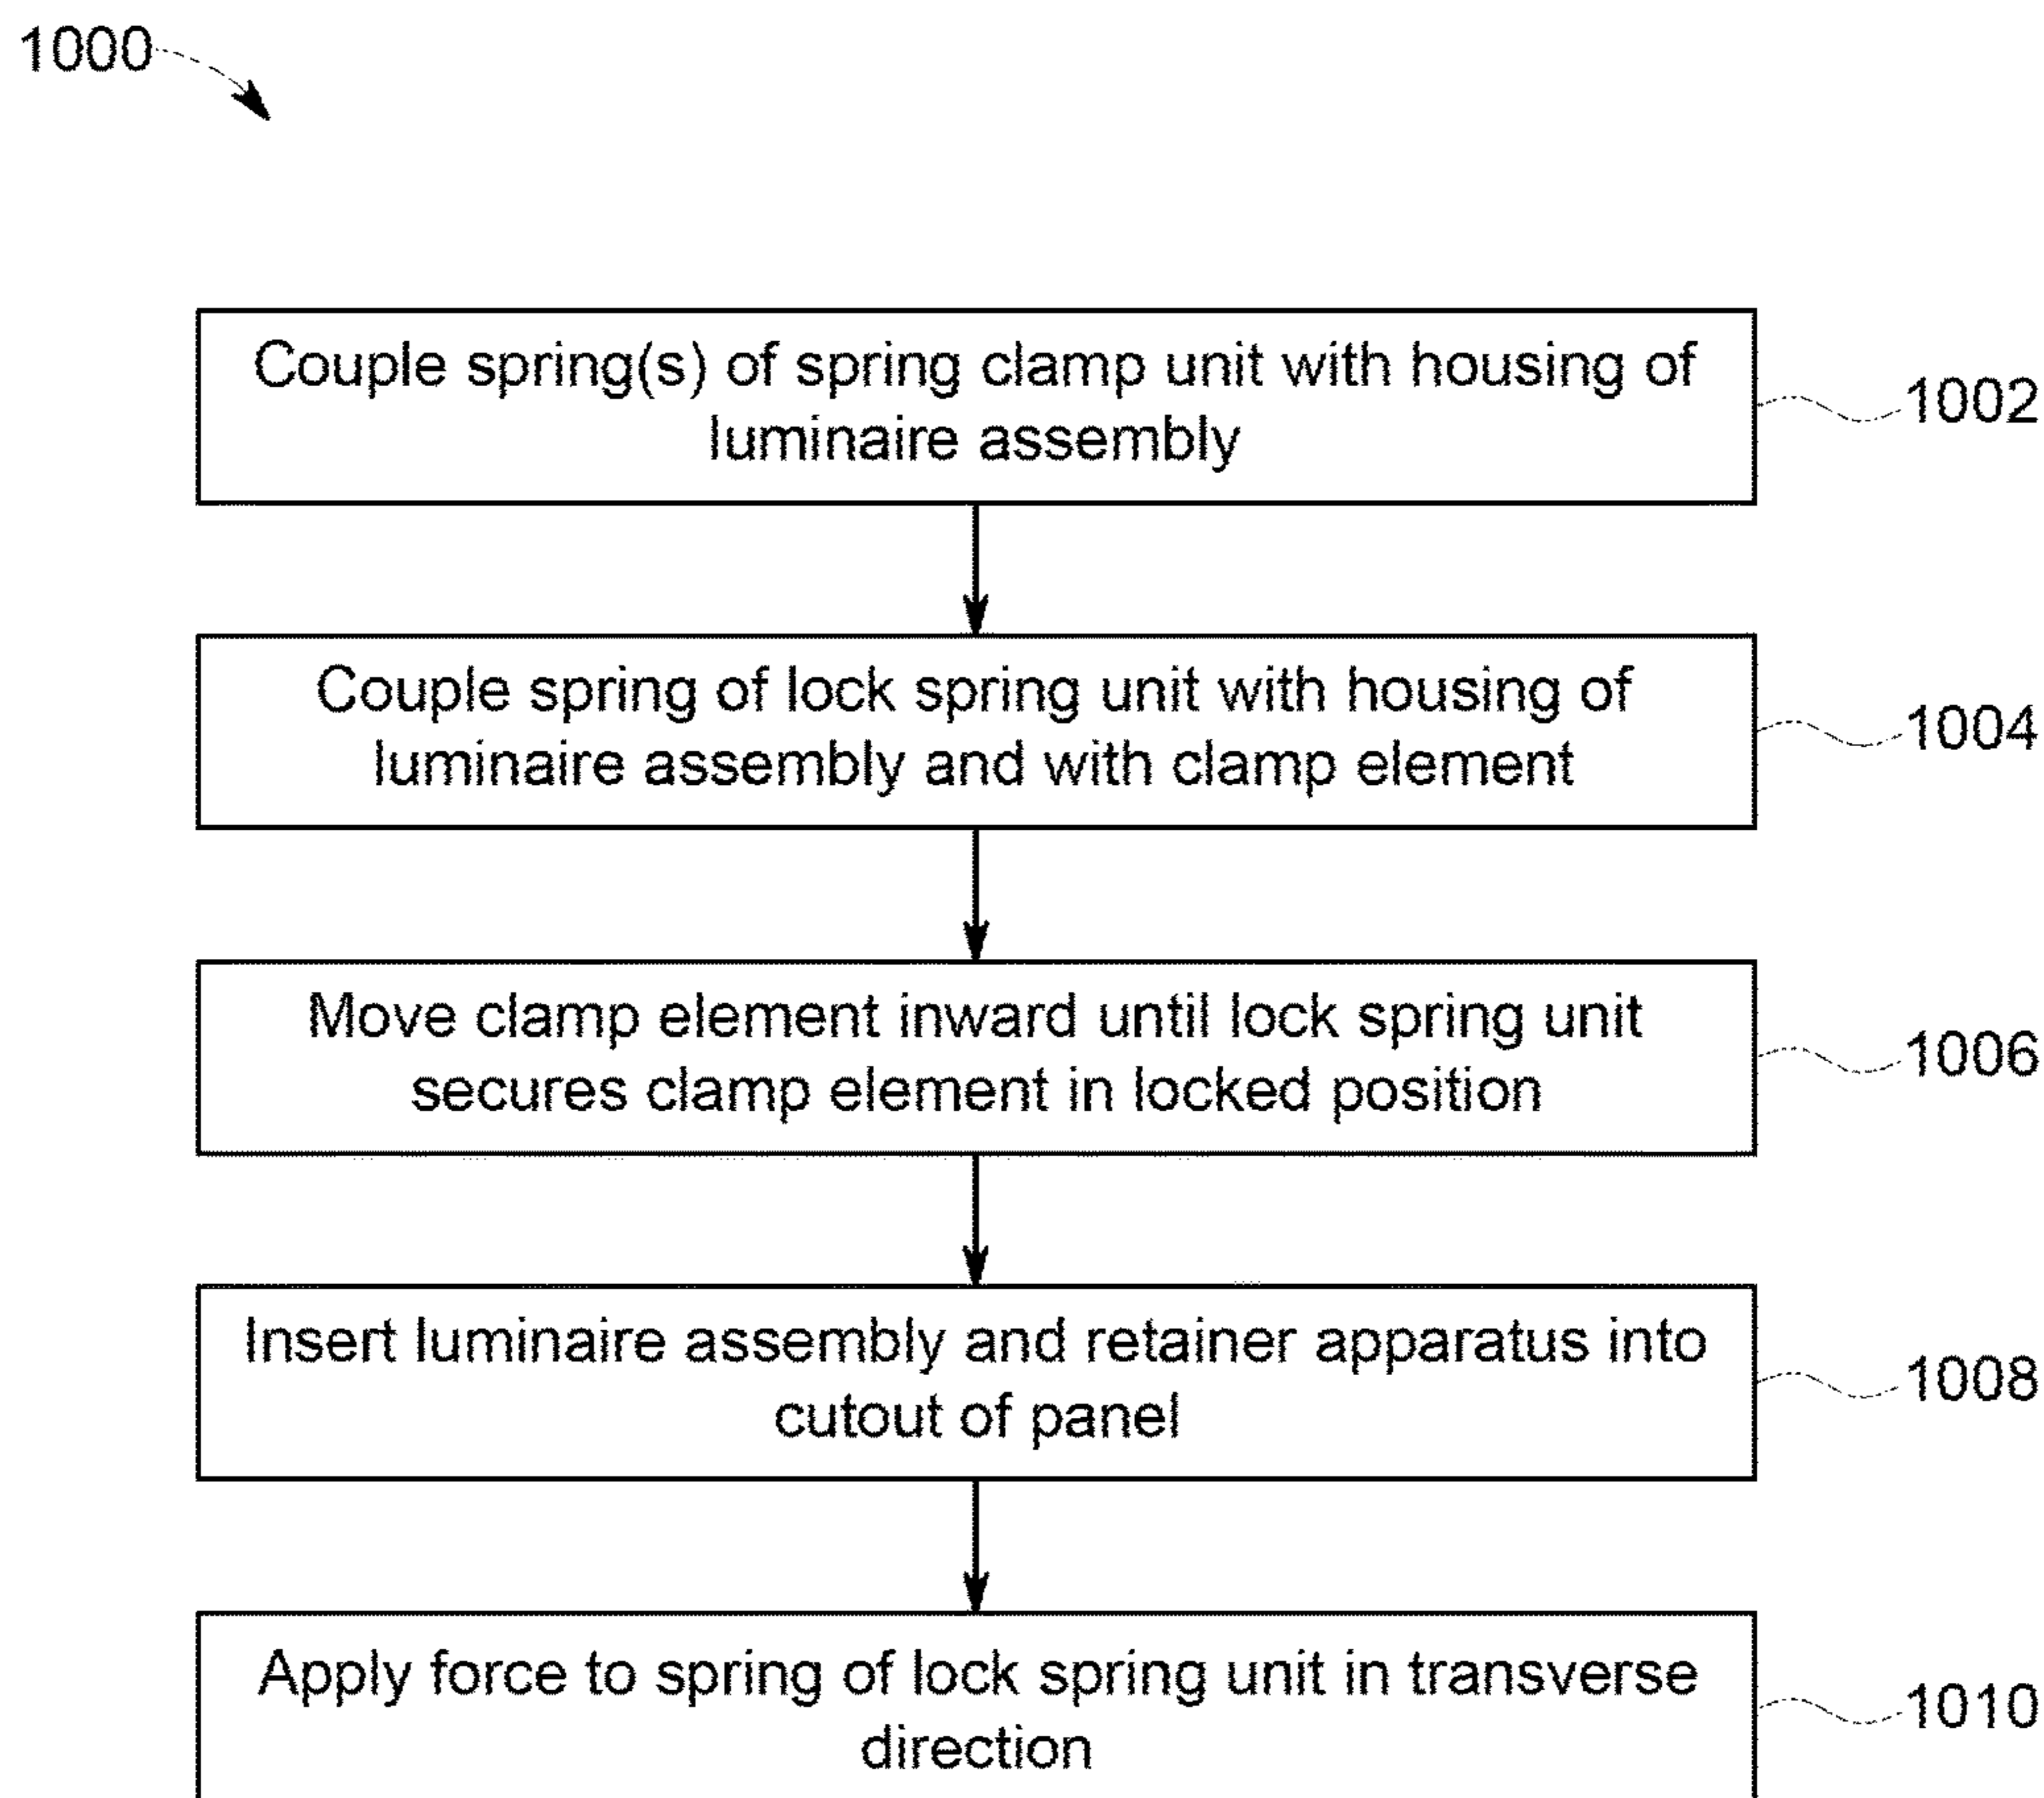 1000
Couple spring(s) of spring clamp unit with housing of
luminaire assembly
1002
Couple spring of lock spring unit with housing of
luminaire assembly and with clamp element
1004
Move clamp element inward until lock spring unit
secures clamp element in locked position
1006
Insert luminaire assembly and retainer apparatus into
cutout of panel
1008
Apply force to spring of lock spring unit in transverse
direction
1010